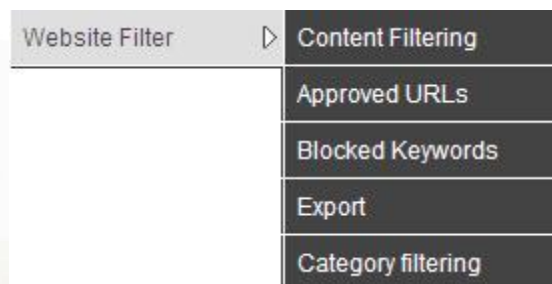 Website Filter
Content Filtering
Approved URLs
Blocked Keywords
Export
Category filtering